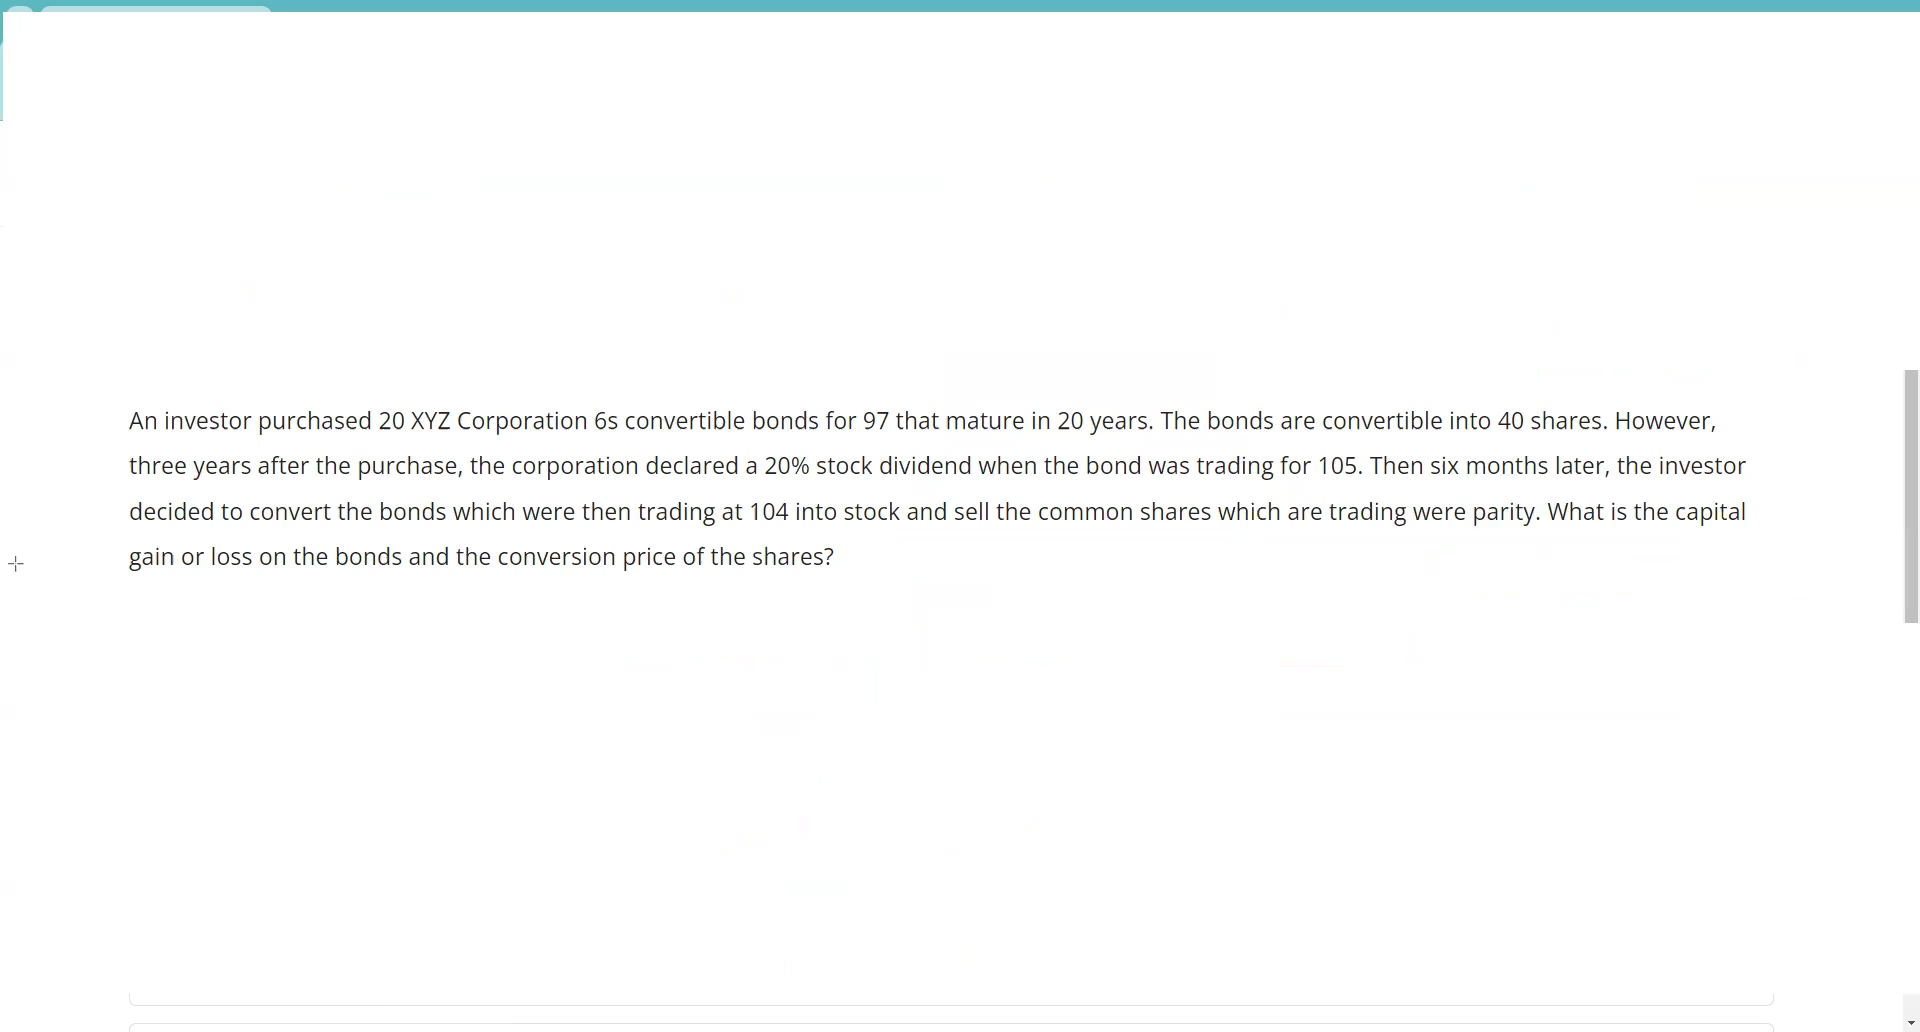 An investor purchased 20 XYZ Corporation 6s convertible bonds for 97 that mature in 20 years. The bonds are convertible into 40 shares. However,
three years after the purchase, the corporation declared a 20% stock dividend when the bond was trading for 105. Then six months later, the investor
decided to convert the bonds which were then trading at 104 into stock and sell the common shares which are trading were parity. What is the capital
gain or loss on the bonds and the conversion price of the shares?